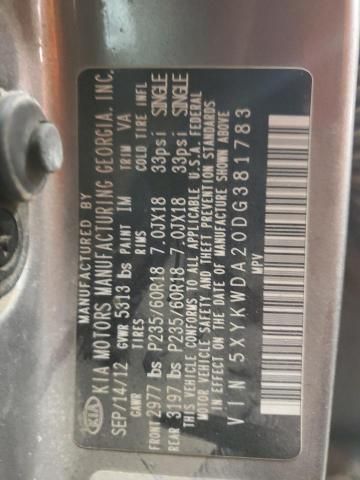 MANUFACTURED BY
KIA KIA MOTORS MANUFACTURING GEORGIA, INC.
SEP/14/12 GVWR 5313 lbs PAINT IM TRIM VA
GAWR TIRES RIMS COLD TIRE INFL
FRONT 2977 lbs P235/60R18 7.0JX18 33psi SINGLE
REAR 3197 lbs P235/60R18 7.0JX18 33psi SINGLE
THIS VEHICLE CONFORMS TO ALL APPLICABLE U.S.A. FEDERAL
MOTOR VEHICLE SAFETY AND THEFT PREVENTION STANDARDS
IN EFFECT ON THE DATE OF MANUFACTURE SHOWN ABOVE
VIN 5XYKWDA20DG381783
MPV